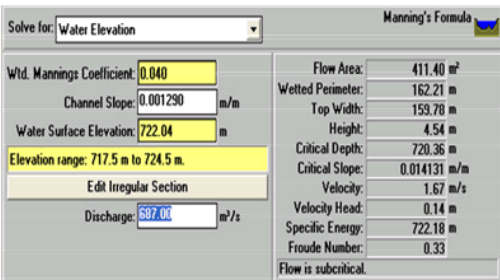 Solve for: Water Elevation
Manning's Formula
Wtd. Mannings Coefficient: 0.040
Channel Slope: 0.001290 m/m
Water Surface Elevation: 722.04 m
Elevation range: 717.5 m to 724.5 m.
Edit Irregular Section
Discharge: 687.00 m³/s
Flow Area: 411.40 m²
Wetted Perimeter: 162.21 m
Top Width: 159.78 m
Height: 4.54 m
Critical Depth: 720.36 m
Critical Slope: 0.014131 m/m
Velocity: 1.67 m/s
Velocity Head: 0.14 m
Specific Energy: 722.18 m
Froude Number: 0.33
Flow is subcritical.